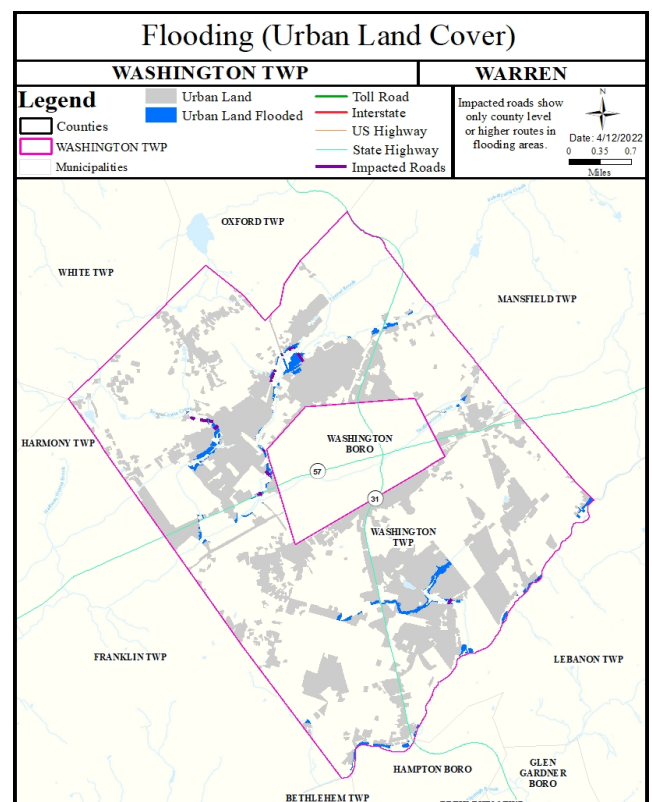 Flooding (Urban Land Cover)
WASHINGTON TWP
WARREN
Legend
Counties
WASHINGTON TWP
Municipalities
Urban Land
Urban Land Flooded
Toll Road
Interstate
US Highway
State Highway
Impacted Roads
Impacted roads show
only county level
or higher routes in
flooding areas.
N
Date: 4/12/2022
0 0.35 0.7
Miles
OXFORD TWP
WHITE TWP
MANSFIELD TWP
HARMONY TWP
WASHINGTON
BORO
57
31
WASHINGTON
TWP
FRANKLIN TWP
LEBANON TWP
HAMPTON BORO
GLEN
GARDNER
BORO
BETHLEHEM TWP